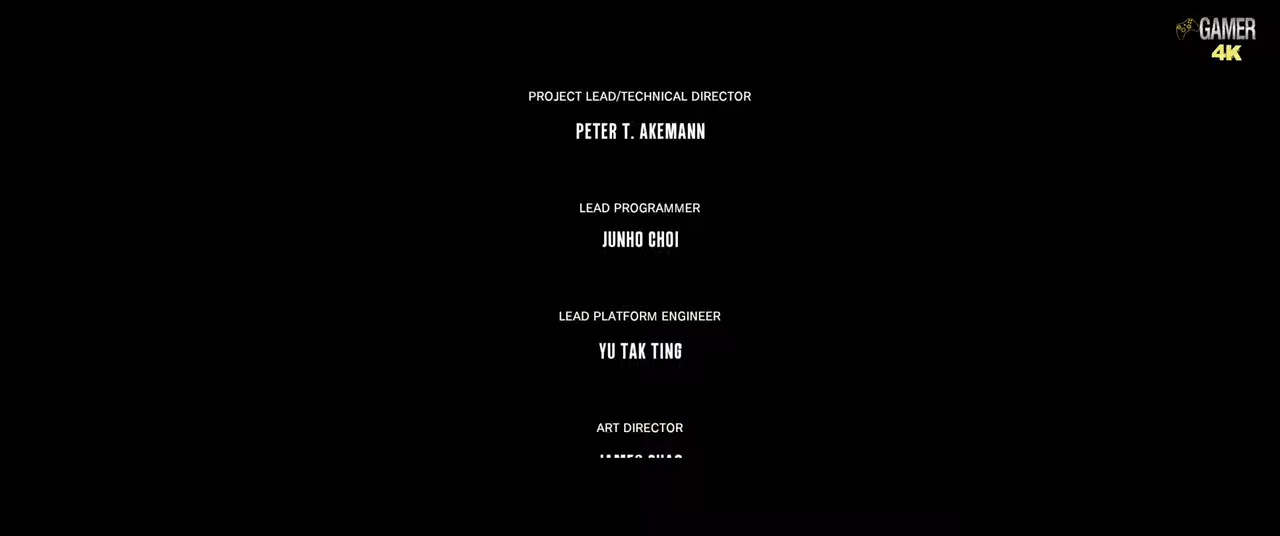 GAMER
4K
PROJECT LEAD/TECHNICAL DIRECTOR
PETER T. AKEMANN
LEAD PROGRAMMER
JUNHO CHOI
LEAD PLATFORM ENGINEER
YU TAK TING
ART DIRECTOR